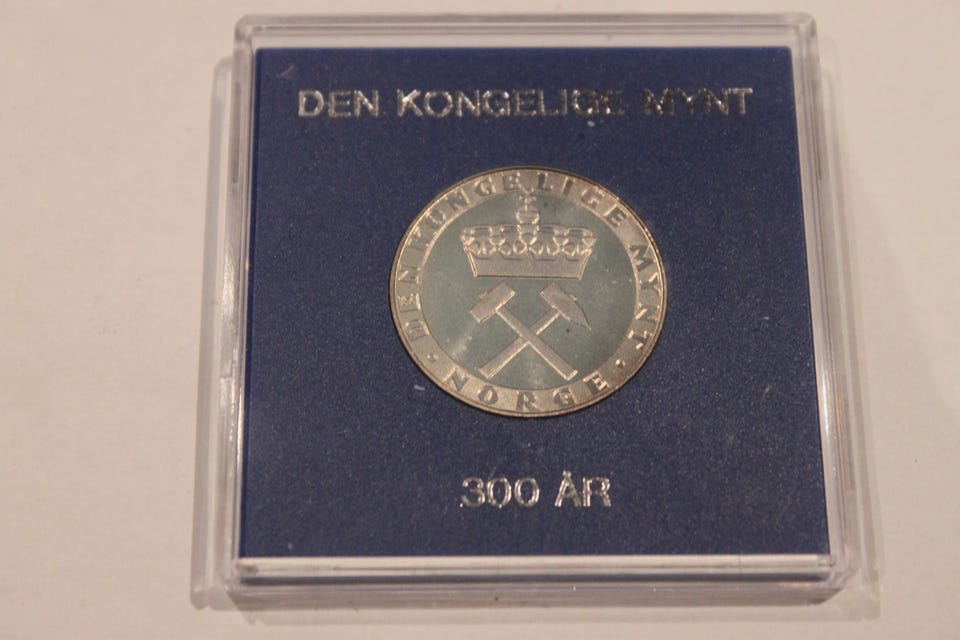 DEN KONGELIGE MYNT
DEN KONGELIGE MYNT
• NORGE •
300 ÅR